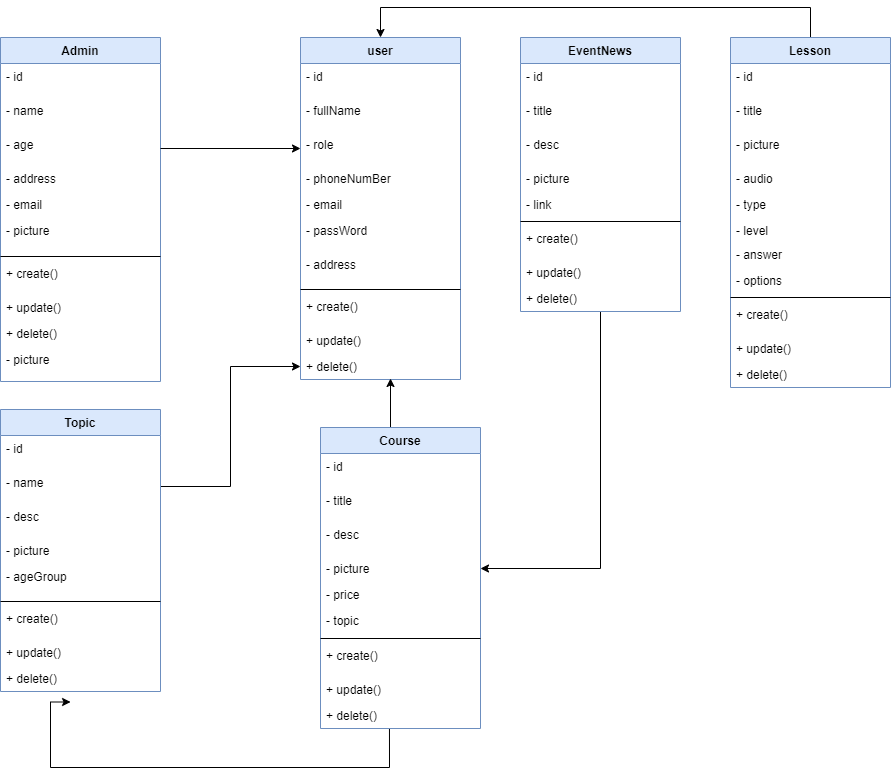 Admin
- id
- name
- age
- address
- email
- picture
+ create()
+ update()
+ delete()
- picture
user
- id
- fullName
- role
- phoneNumBer
- email
- passWord
- address
+ create()
+ update()
+ delete()
EventNews
- id
- title
- desc
- picture
- link
+ create()
+ update()
+ delete()
Lesson
- id
- title
- picture
- audio
- type
- level
- answer
- options
+ create()
+ update()
+ delete()
Topic
- id
- name
- desc
- picture
- ageGroup
+ create()
+ update()
+ delete()
Course
- id
- title
- desc
- picture
- price
- topic
+ create()
+ update()
+ delete()